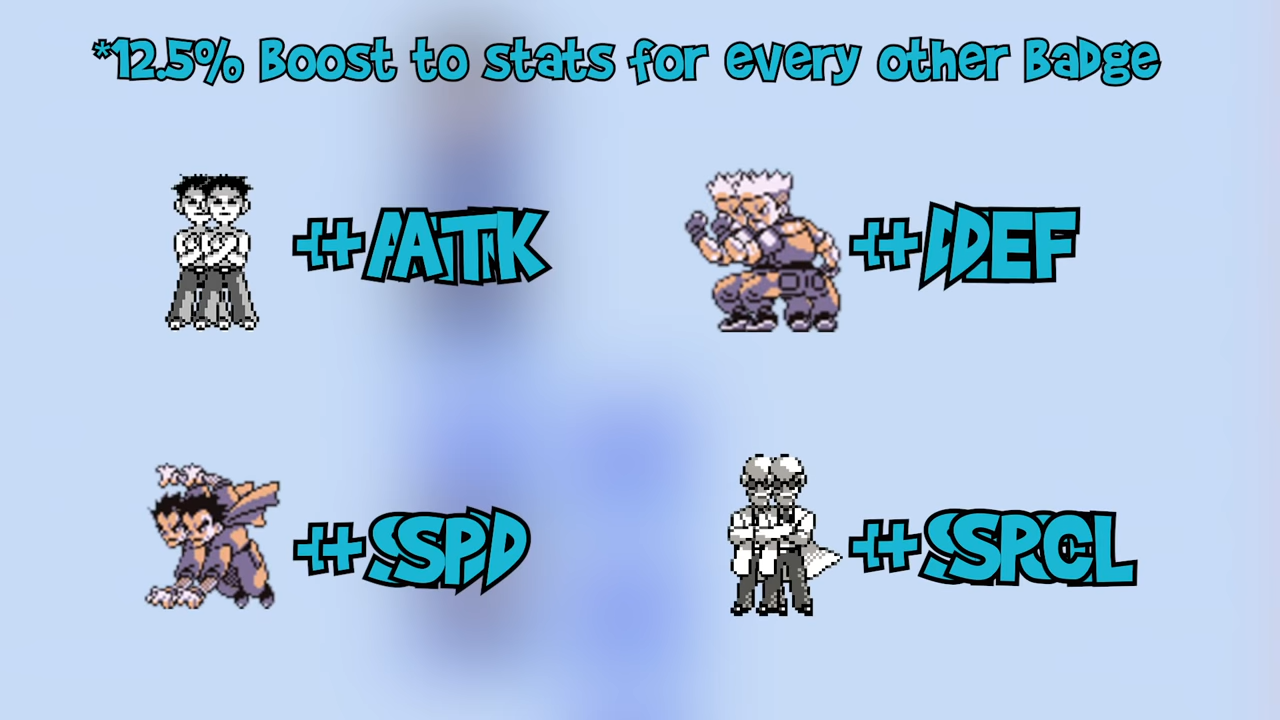 *12.5% Boost to stats for every other Badge
+ATK
+DEF
+SPD
+SPCL